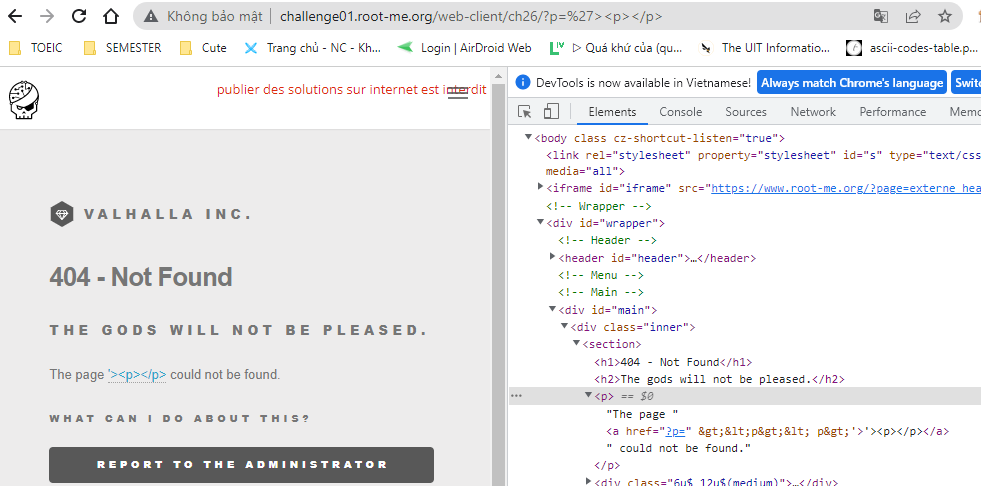 Không bảo mật | challenge01.root-me.org/web-client/ch26/?p=%27><p></p>
TOEIC SEMESTER Cute Trang chủ - NC - Kh... Login | AirDroid Web ▷ Quá khứ của (qu... The UIT Information... ascii-codes-table.p...
publier des solutions sur internet est interdit
VALHALLA INC.
404 - Not Found
THE GODS WILL NOT BE PLEASED.
The page '><p></p> could not be found.
WHAT CAN I DO ABOUT THIS?
REPORT TO THE ADMINISTRATOR
DevTools is now available in Vietnamese! Always match Chrome's language Switc
Elements Console Sources Network Performance Memo
<body class cz-shortcut-listen="true">
<link rel="stylesheet" property="stylesheet" id="s" type="text/css
media="all">
<iframe id="iframe" src="https://www.root-me.org/?page=externe_hea
<!-- Wrapper -->
<div id="wrapper">
<!-- Header -->
<header id="header">…</header>
<!-- Menu -->
<!-- Main -->
<div id="main">
<div class="inner">
<section>
<h1>404 - Not Found</h1>
<h2>The gods will not be pleased.</h2>
<p> == $0
"The page "
<a href="?p=" &gt;&lt;p&gt;&lt; p&gt;'>'><p></p></a>
" could not be found."
</p>
<div class="6u$ 12u$(medium)">…</div>